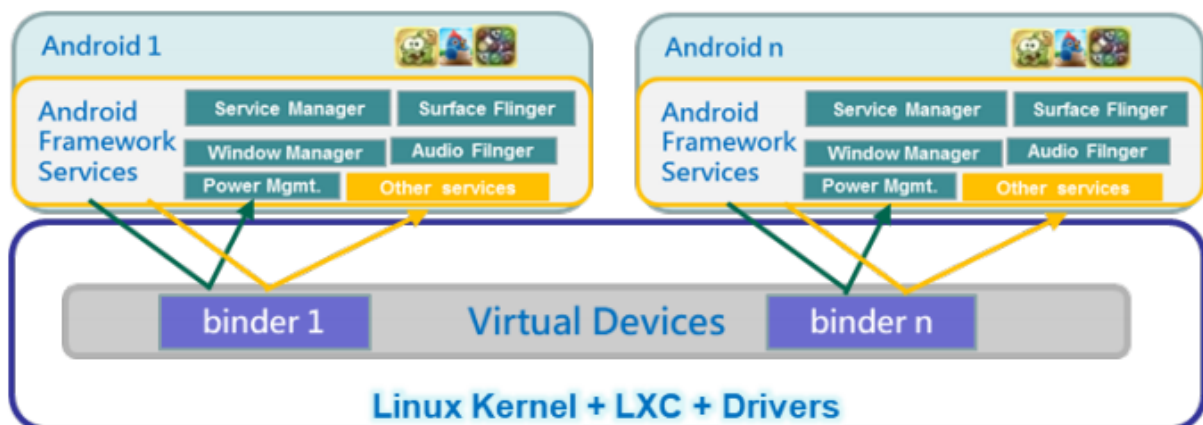 Android 1
Android
Framework
Services
Service Manager
Surface Flinger
Window Manager
Audio Filnger
Power Mgmt.
Other services
Android n
Android
Framework
Services
Service Manager
Surface Flinger
Window Manager
Audio Filnger
Power Mgmt.
Other services
binder 1
Virtual Devices
binder n
Linux Kernel + LXC + Drivers